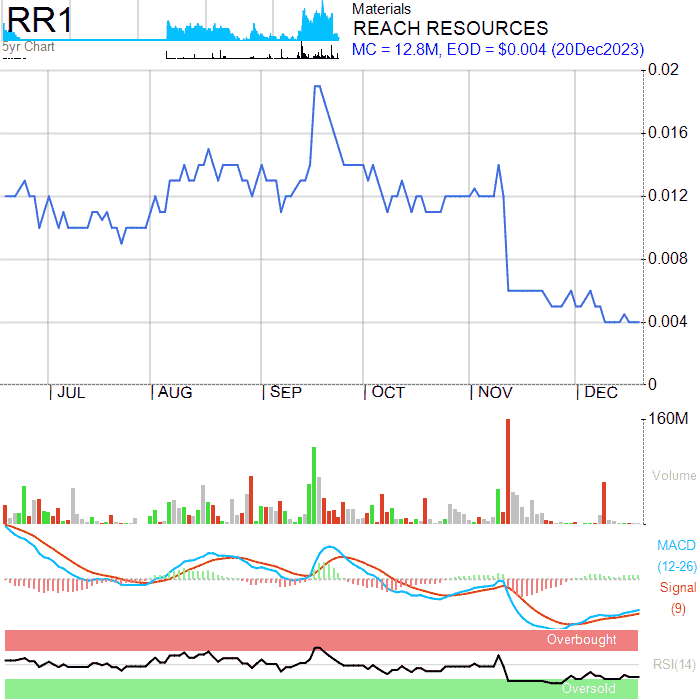 RR1
5yr Chart
Materials
REACH RESOURCES
MC = 12.8M, EOD = $0.004 (20Dec2023)
0.02
0.016
0.012
0.008
0.004
0
JUL AUG SEP OCT NOV DEC
160M
Volume
MACD
(12-26)
Signal
(9)
Overbought
RSI(14)
Oversold